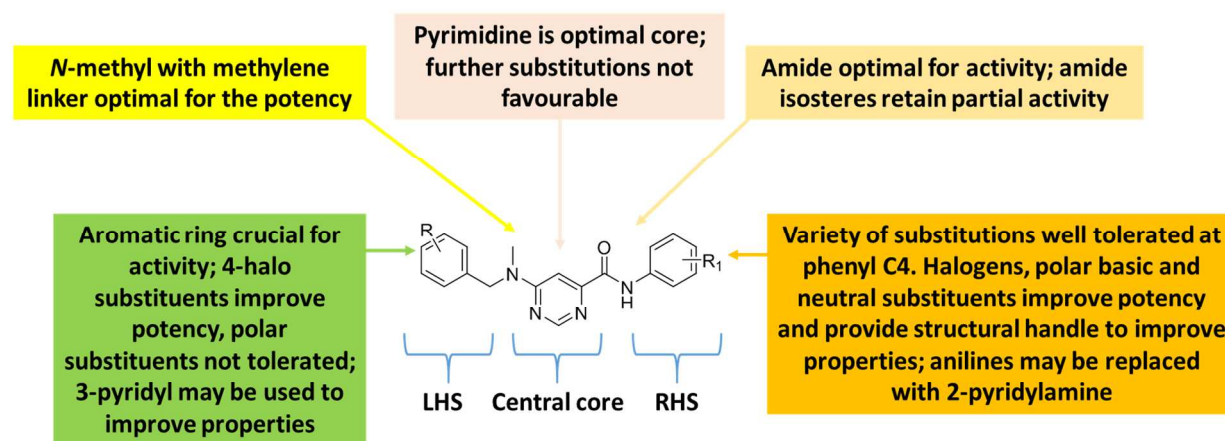 N-methyl with methylene
linker optimal for the potency
Pyrimidine is optimal core;
further substitutions not
favourable
Amide optimal for activity; amide
isosteres retain partial activity
Aromatic ring crucial for
activity; 4-halo
substituents improve
potency, polar
substituents not tolerated;
3-pyridyl may be used to
improve properties
R
N
N
N
O
N
H
R1
Variety of substitutions well tolerated at
phenyl C4. Halogens, polar basic and
neutral substituents improve potency
and provide structural handle to improve
properties; anilines may be replaced
with 2-pyridylamine
LHS
Central core
RHS